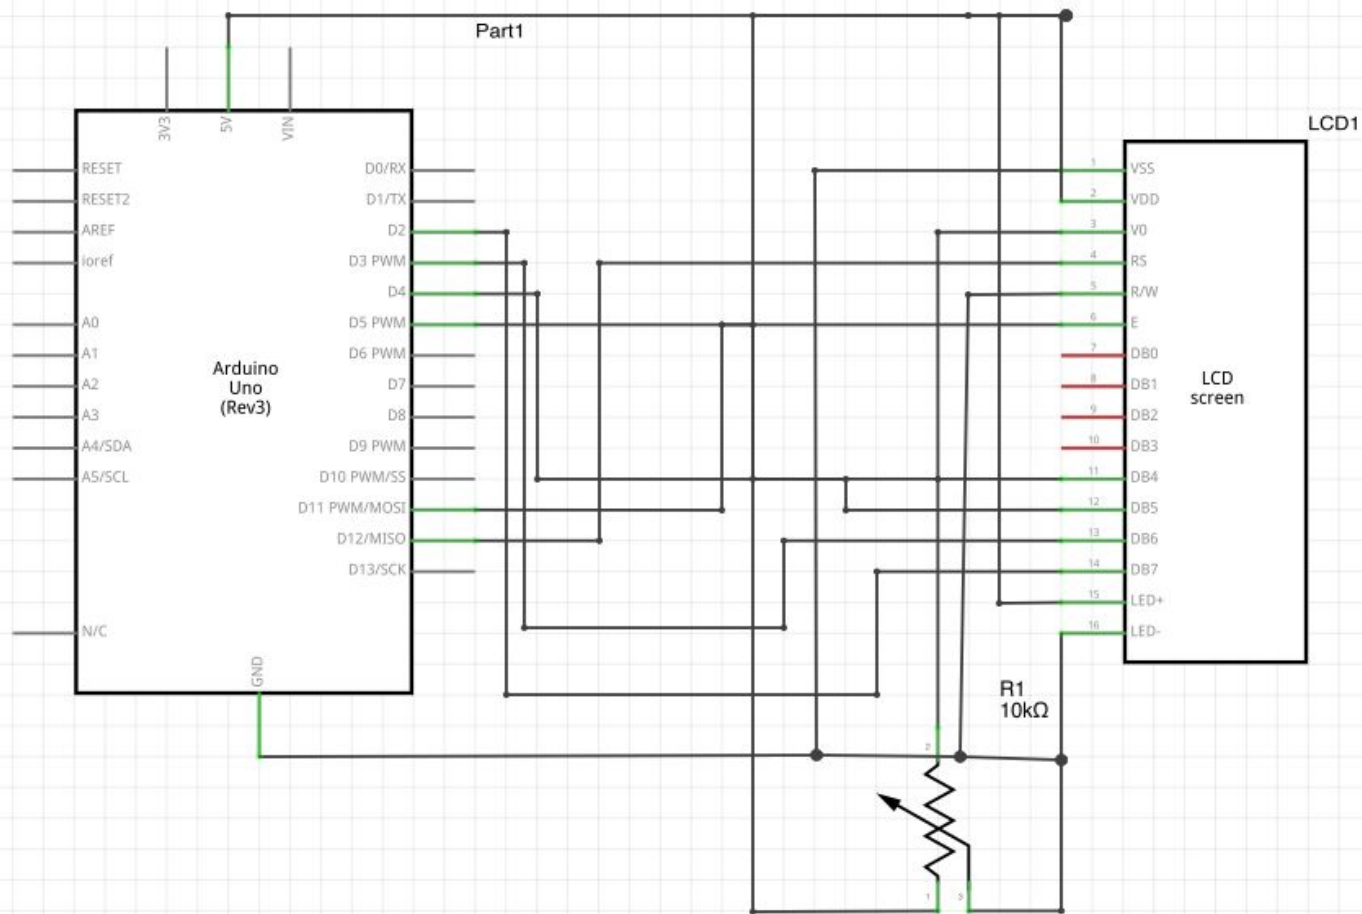 Part1
LCD1
3V3
5V
VIN
RESET
RESET2
AREF
ioref
A0
A1
A2
A3
A4/SDA
A5/SCL
N/C
D0/RX
D1/TX
D2
D3 PWM
D4
D5 PWM
D6 PWM
D7
D8
D9 PWM
D10 PWM/SS
D11 PWM/MOSI
D12/MISO
D13/SCK
Arduino
Uno
(Rev3)
GND
1 VSS
2 VDD
3 V0
4 RS
5 R/W
6 E
7 DB0
8 DB1
9 DB2
10 DB3
11 DB4
12 DB5
13 DB6
14 DB7
15 LED+
16 LED-
LCD
screen
R1
10kΩ
2
1 3